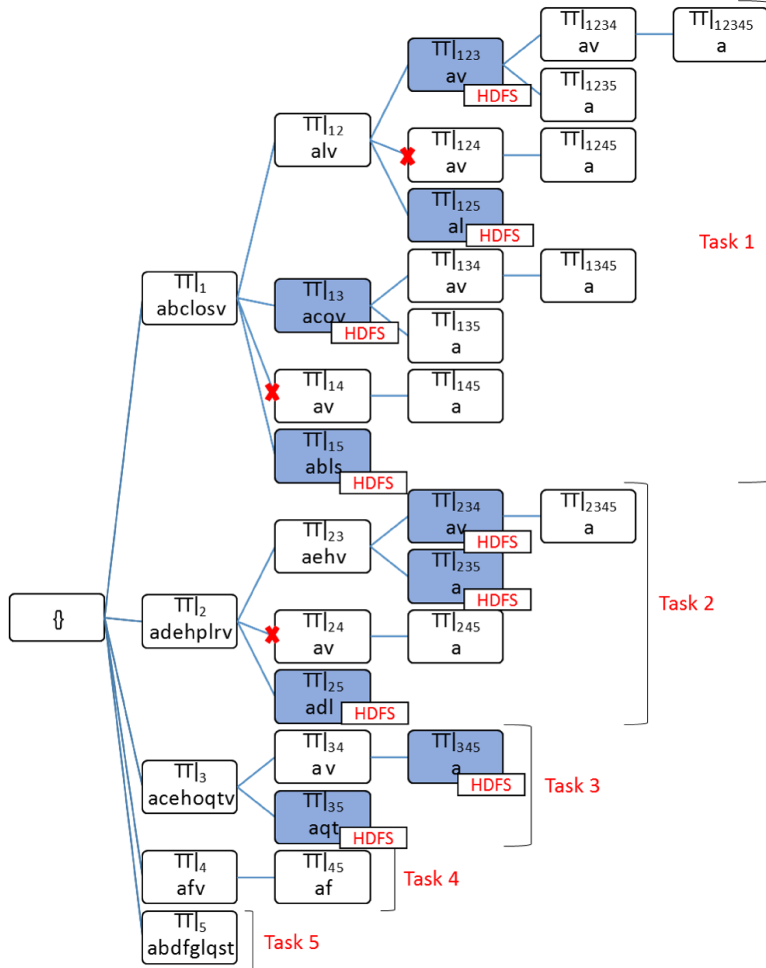 TT|1234
av
TT|12345
a
TT|123
av
HDFS
TT|1235
a
TT|12
alv
TT|124
av
TT|1245
a
TT|125
al
HDFS
Task 1
TT|134
av
TT|1345
a
TT|1
abclosv
TT|13
acov
HDFS
TT|135
a
TT|14
av
TT|145
a
TT|15
abls
HDFS
TT|234
av
HDFS
TT|2345
a
TT|23
aehv
TT|235
a
HDFS
{}
TT|2
adehplrv
Task 2
TT|24
av
TT|245
a
TT|25
adl
HDFS
TT|34
av
TT|345
a
HDFS
TT|3
acehoqtv
Task 3
TT|35
aqt
HDFS
TT|4
afv
TT|45
af
Task 4
TT|5
abdfglqst
Task 5